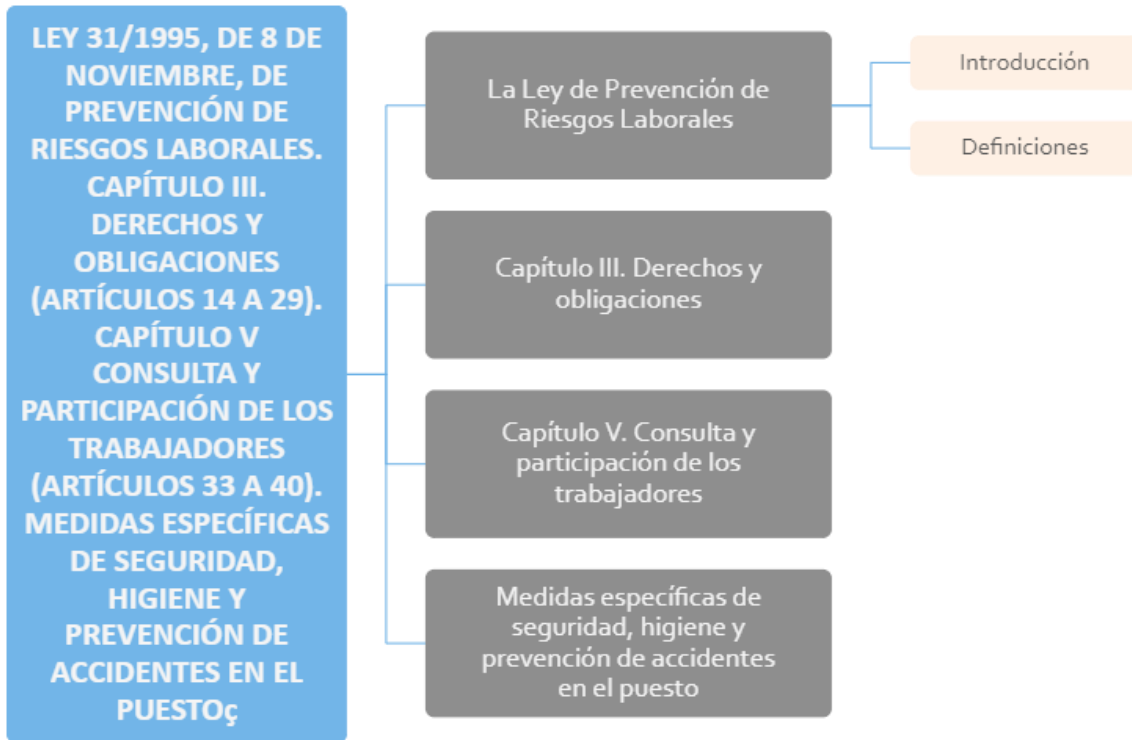 LEY 31/1995, DE 8 DE
NOVIEMBRE, DE
PREVENCIÓN DE
RIESGOS LABORALES.
CAPÍTULO III.
DERECHOS Y
OBLIGACIONES
(ARTÍCULOS 14 A 29).
CAPÍTULO V
CONSULTA Y
PARTICIPACIÓN DE LOS
TRABAJADORES
(ARTÍCULOS 33 A 40).
MEDIDAS ESPECÍFICAS
DE SEGURIDAD,
HIGIENE Y
PREVENCIÓN DE
ACCIDENTES EN EL
PUESTOç
La Ley de Prevención de
Riesgos Laborales
Introducción
Definiciones
Capítulo III. Derechos y
obligaciones
Capítulo V. Consulta y
participación de los
trabajadores
Medidas específicas de
seguridad, higiene y
prevención de accidentes
en el puesto